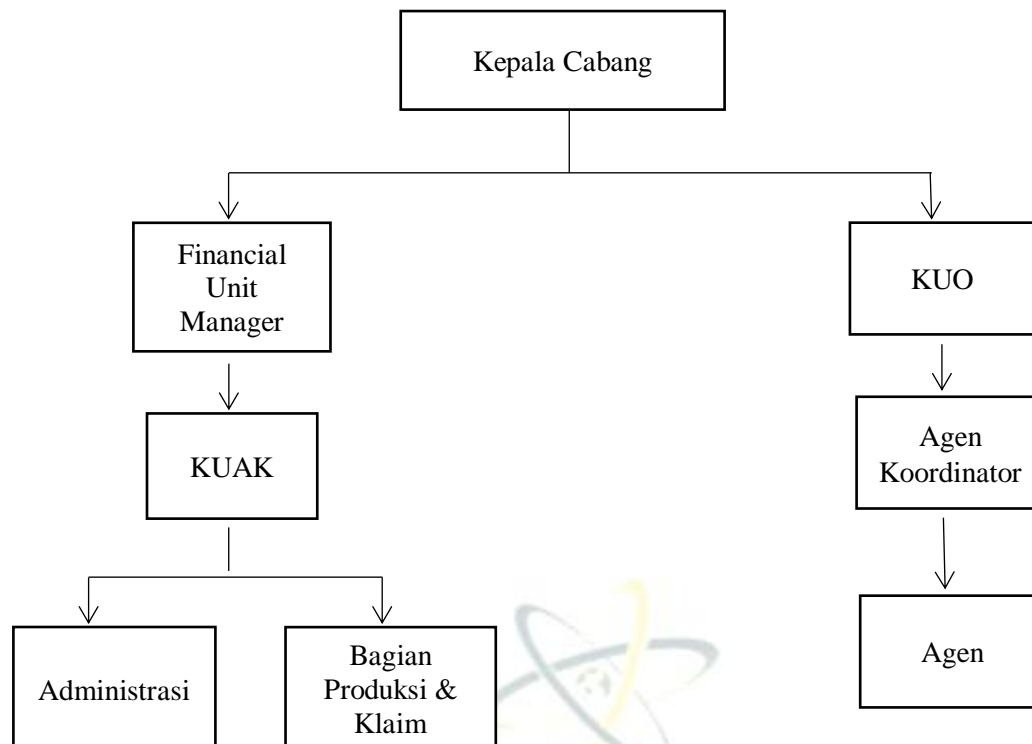 Kepala Cabang
Financial
Unit
Manager
KUO
KUAK
Agen
Koordinator
Administrasi
Bagian
Produksi &
Klaim
Agen